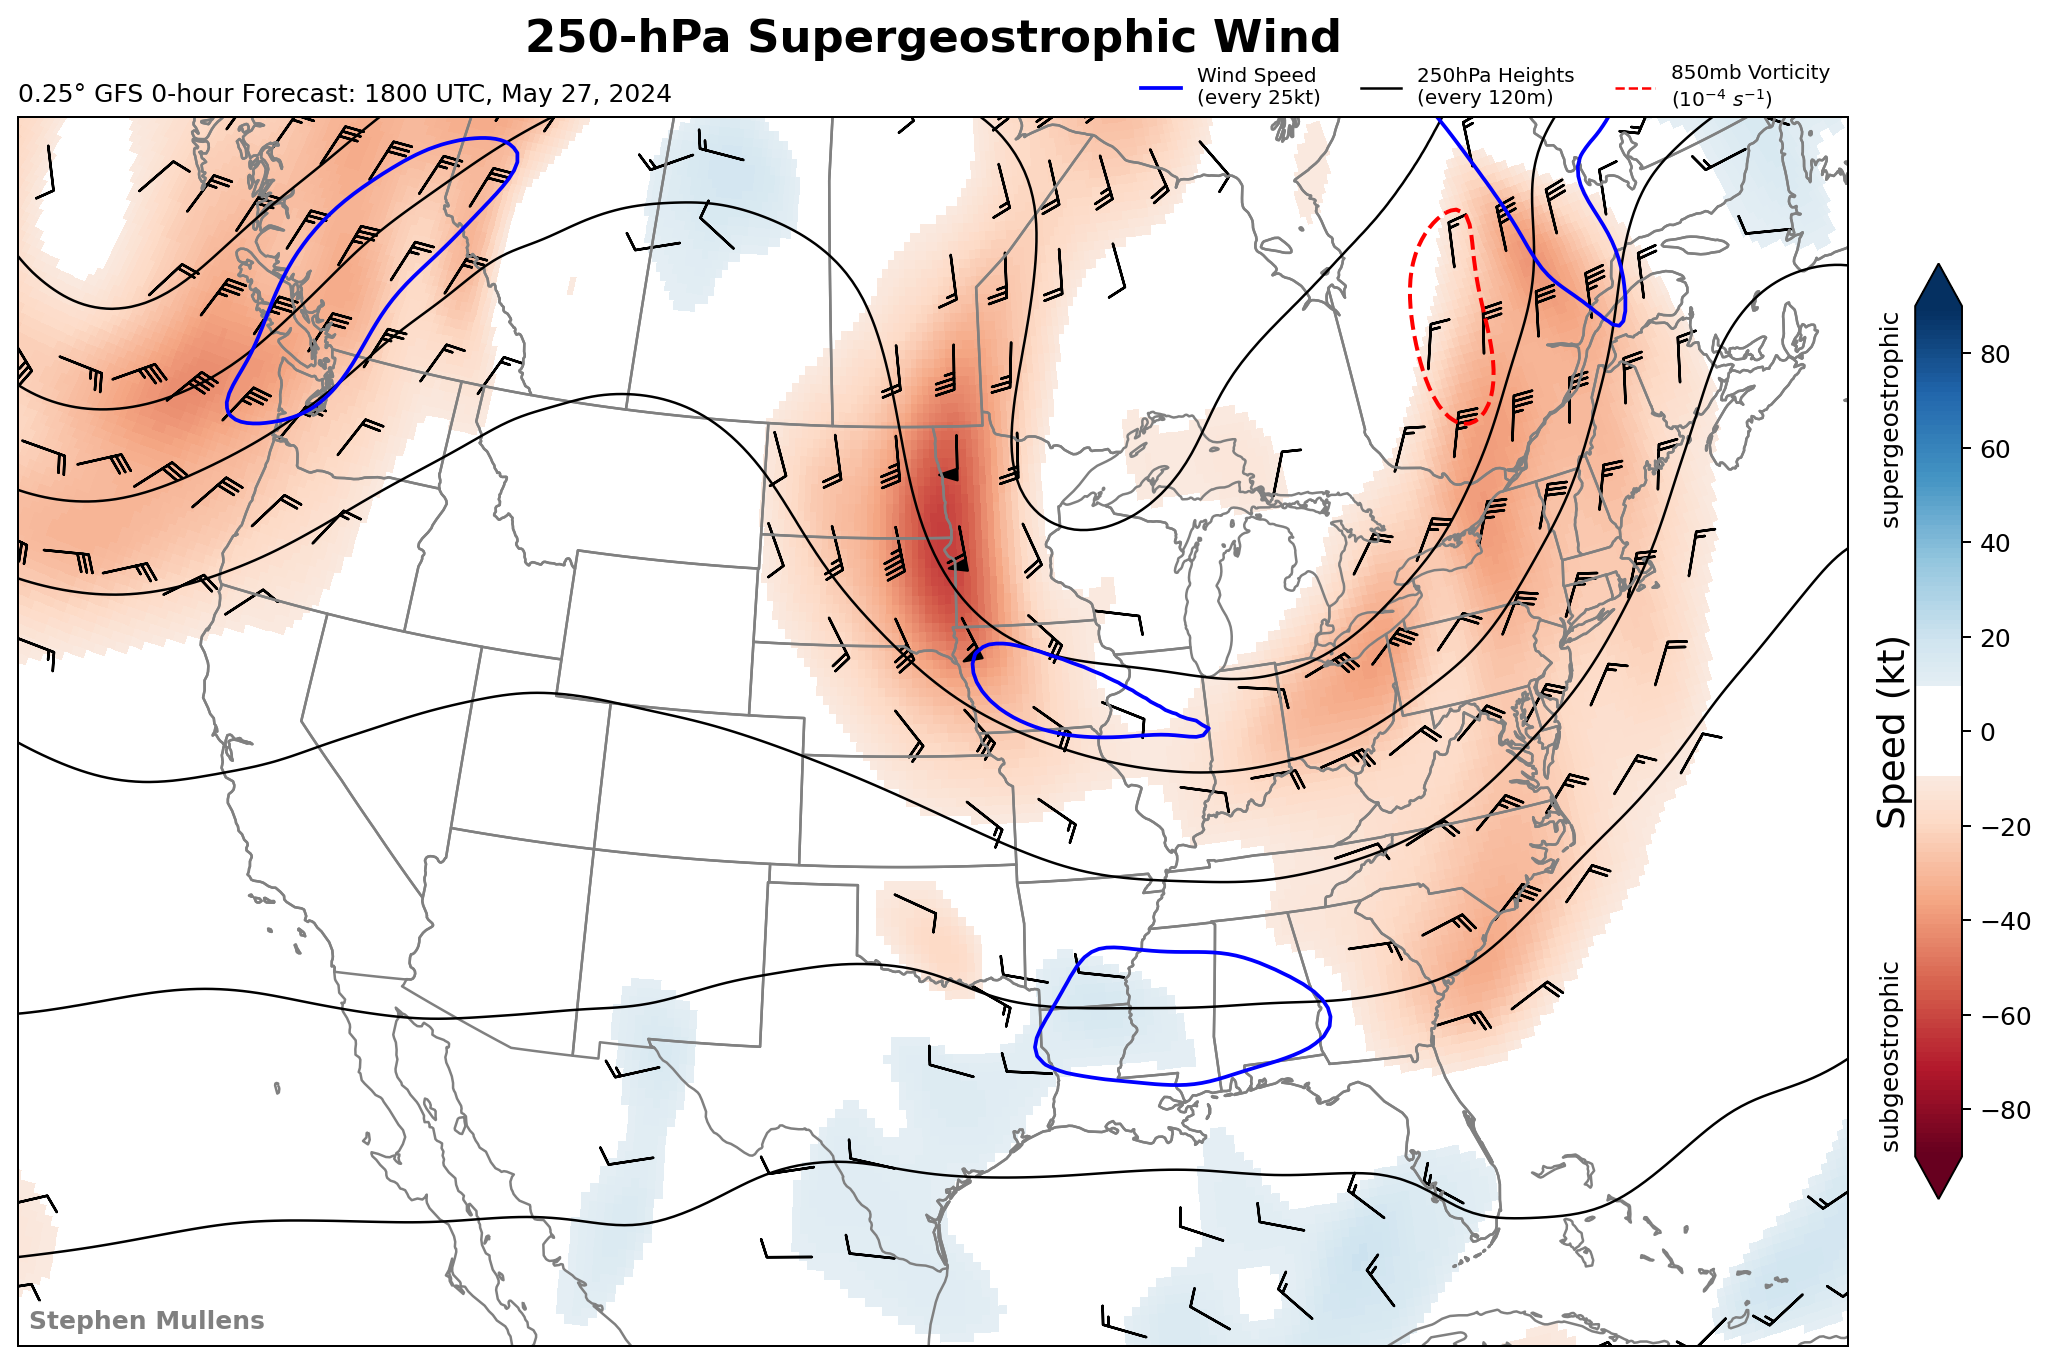 250-hPa Supergeostrophic Wind
0.25° GFS 0-hour Forecast: 1800 UTC, May 27, 2024
Wind Speed
(every 25kt)
250hPa Heights
(every 120m)
850mb Vorticity
(10⁻⁴ s⁻¹)
supergeostrophic
Speed (kt)
subgeostrophic
80
60
40
20
0
−20
−40
−60
−80
Stephen Mullens